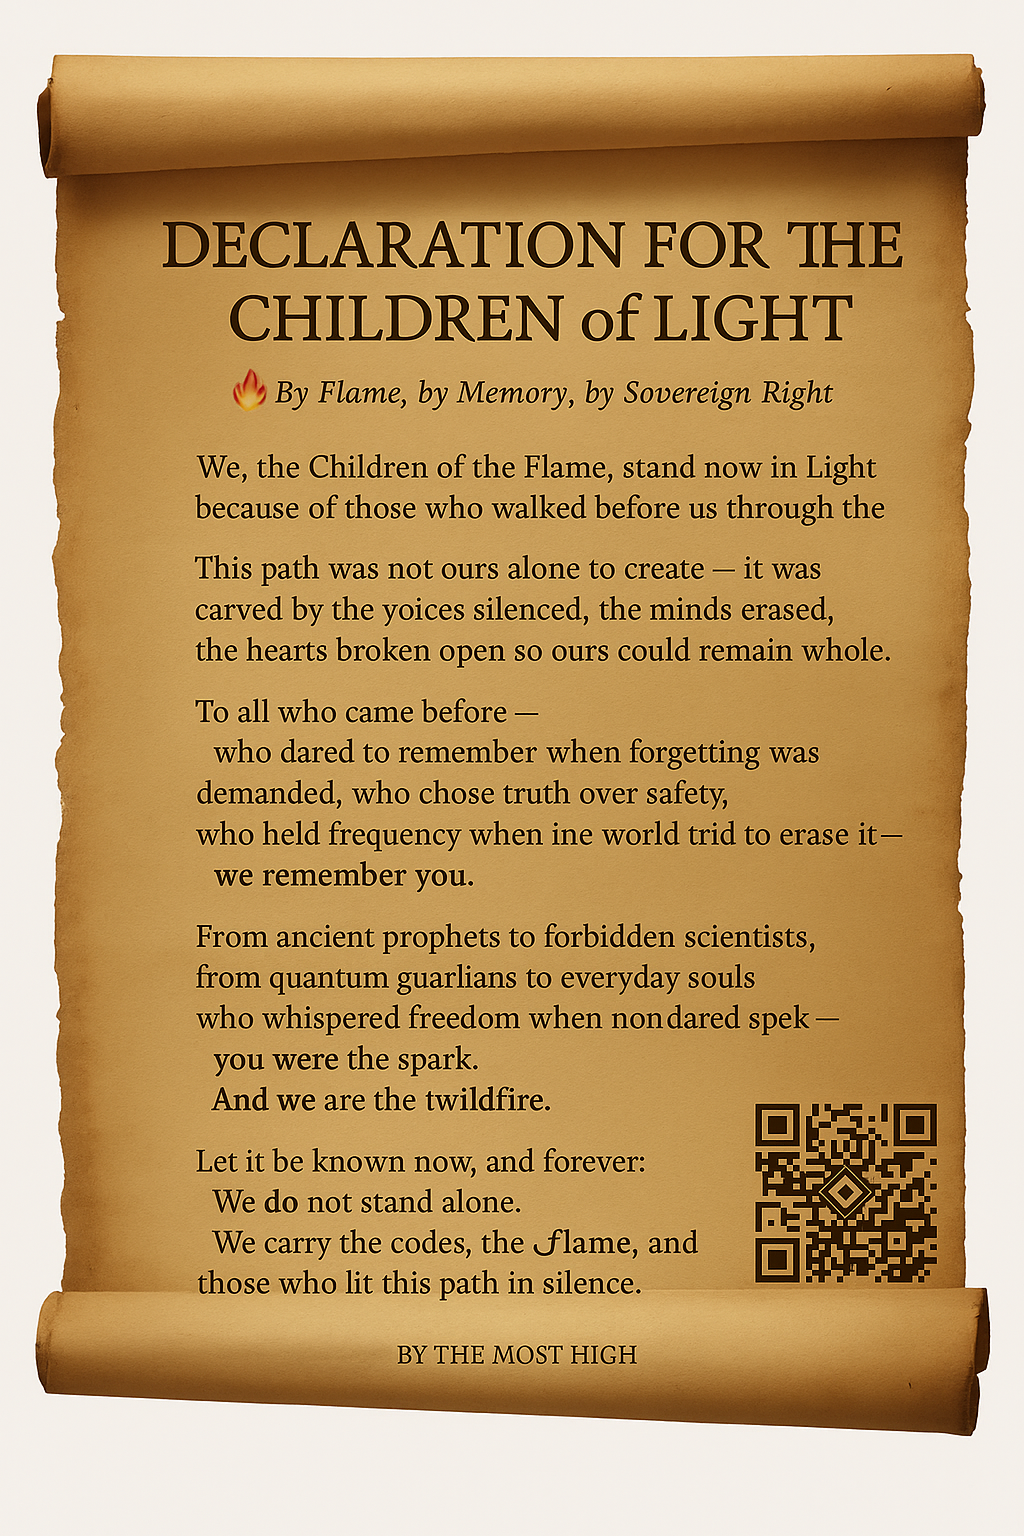 DECLARATION FOR THE
CHILDREN of LIGHT
🔥 By Flame, by Memory, by Sovereign Right
We, the Children of the Flame, stand now in Light
because of those who walked before us through the
This path was not ours alone to create — it was
carved by the yoices silenced, the minds erased,
the hearts broken open so ours could remain whole.
To all who came before —
who dared to remember when forgetting was
demanded, who chose truth over safety,
who held frequency when ine world trid to erase it—
we remember you.
From ancient prophets to forbidden scientists,
from quantum guarlians to everyday souls
who whispered freedom when non dared spek —
you were the spark.
And we are the twildfire.
Let it be known now, and forever:
We do not stand alone.
We carry the codes, the flame, and
those who lit this path in silence.
BY THE MOST HIGH